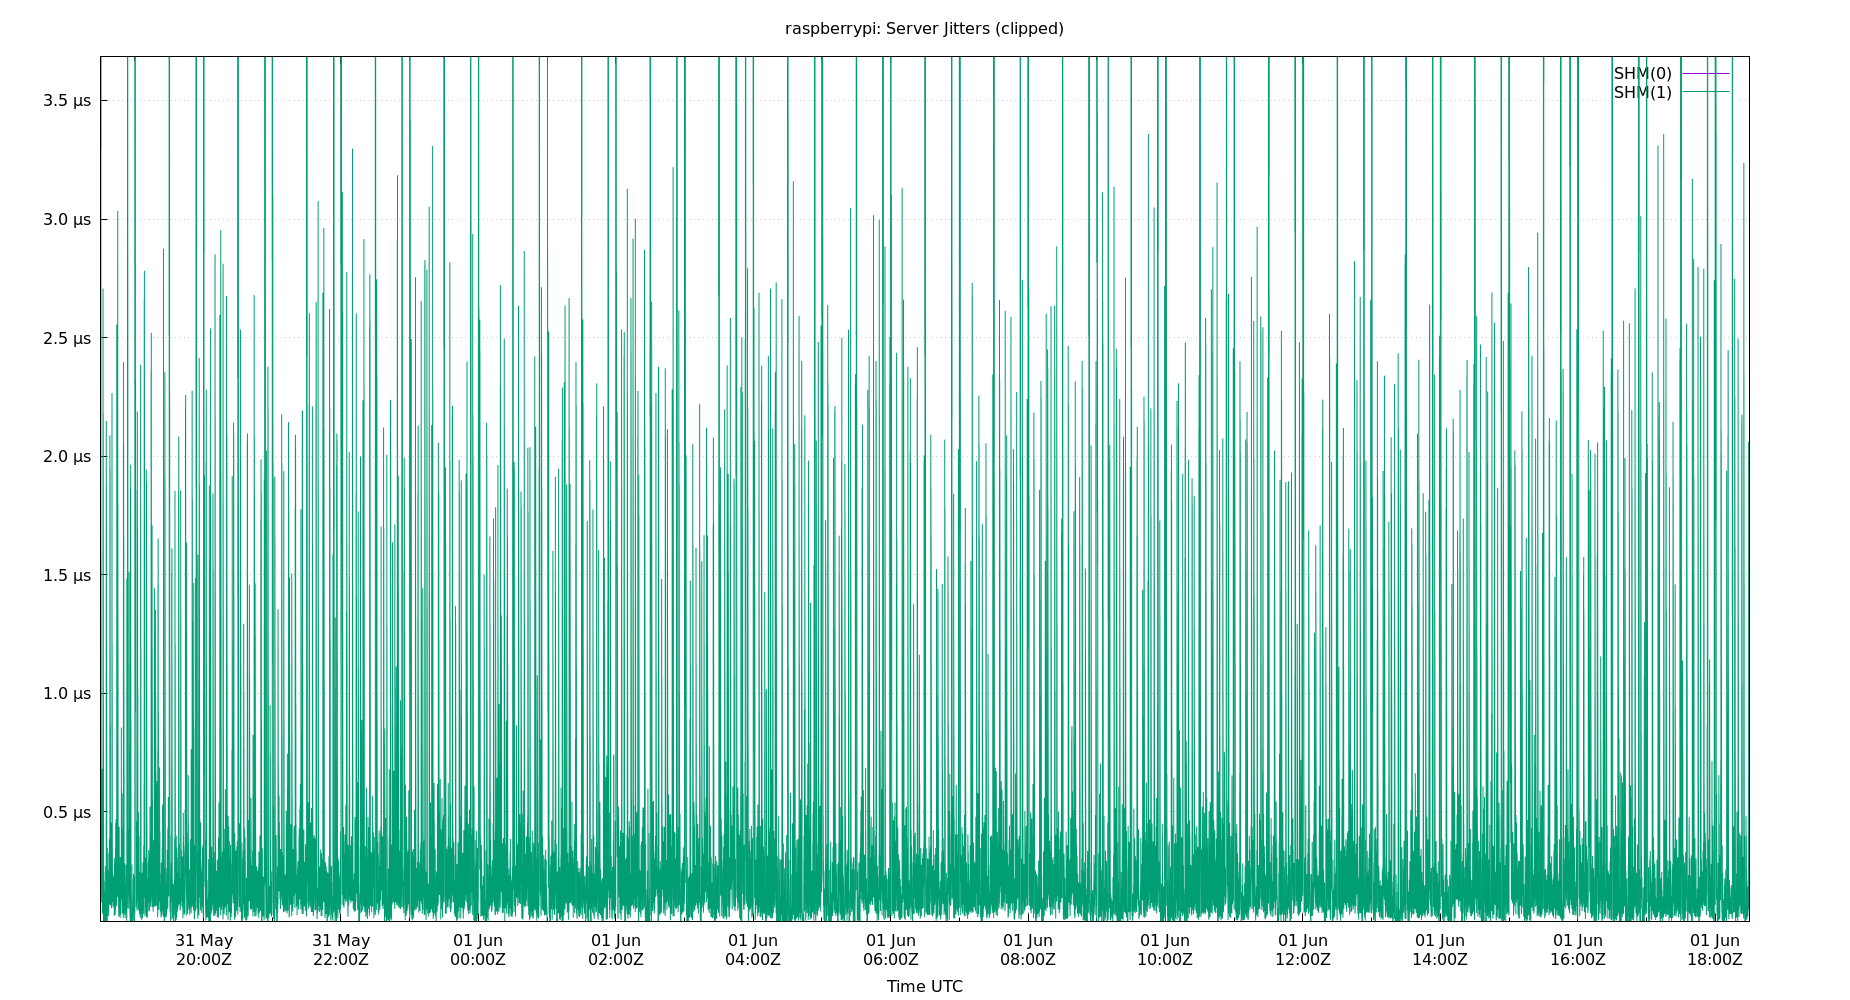 raspberrypi: Server Jitters (clipped)
SHM(0)
SHM(1)
3.5 µs
3.0 µs
2.5 µs
2.0 µs
1.5 µs
1.0 µs
0.5 µs
31 May 31 May 01 Jun 01 Jun 01 Jun 01 Jun 01 Jun 01 Jun 01 Jun 01 Jun 01 Jun 01 Jun
20:00Z 22:00Z 00:00Z 02:00Z 04:00Z 06:00Z 08:00Z 10:00Z 12:00Z 14:00Z 16:00Z 18:00Z
Time UTC